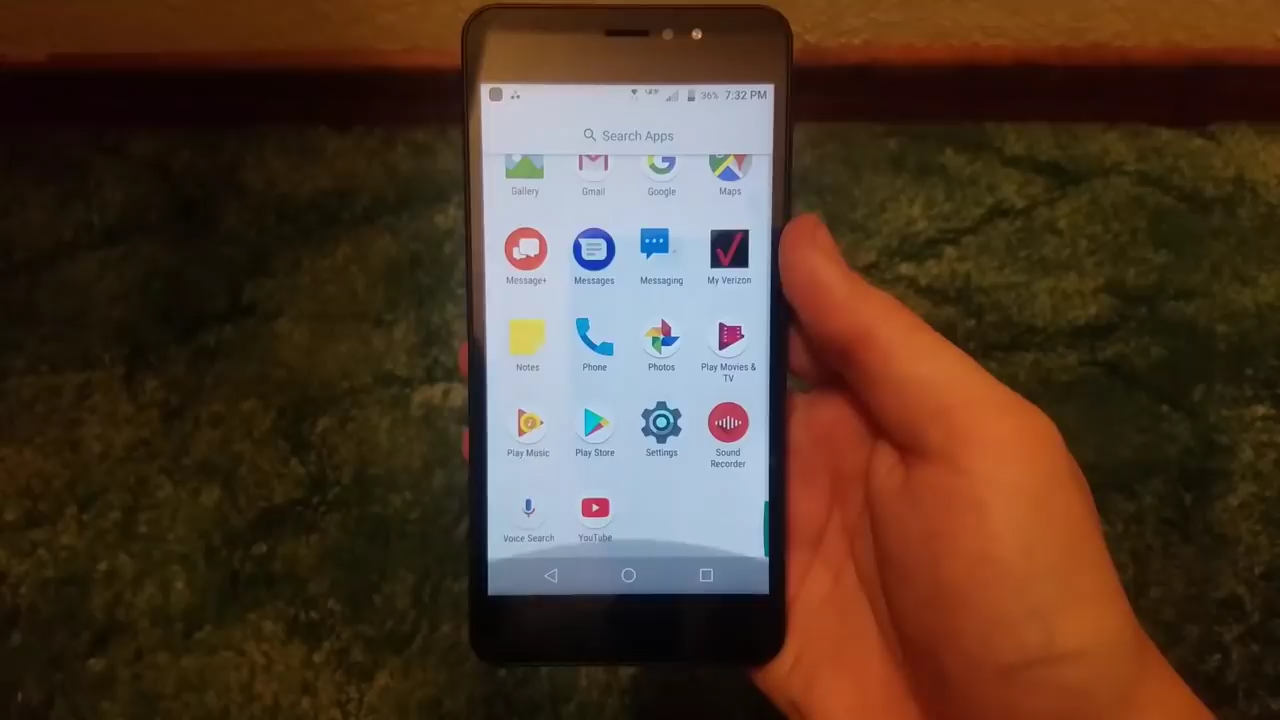 36% 7:32 PM
Search Apps
Gallery Gmail Google Maps
Message+ Messages Messaging My Verizon
Notes Phone Photos Play Movies &
TV
Play Music Play Store Settings Sound
Recorder
Voice Search YouTube